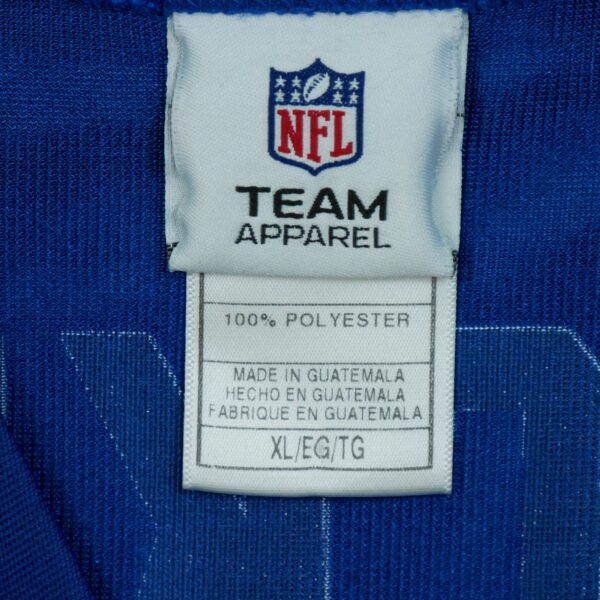 NFL
TEAM
APPAREL
100% POLYESTER
MADE IN GUATEMALA
HECHO EN GUATEMALA
FABRIQUE EN GUATEMALA
XL/EG/TG